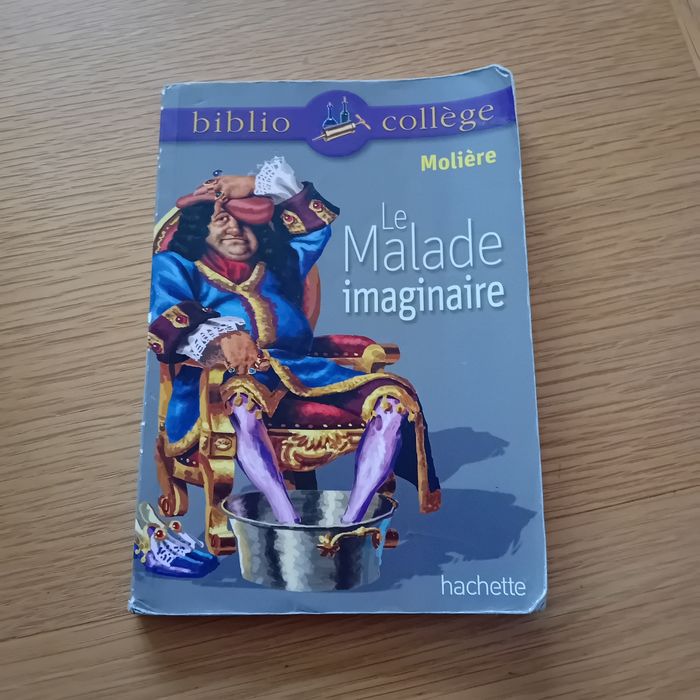 biblio collège
Molière
Le
Malade
imaginaire
hachette